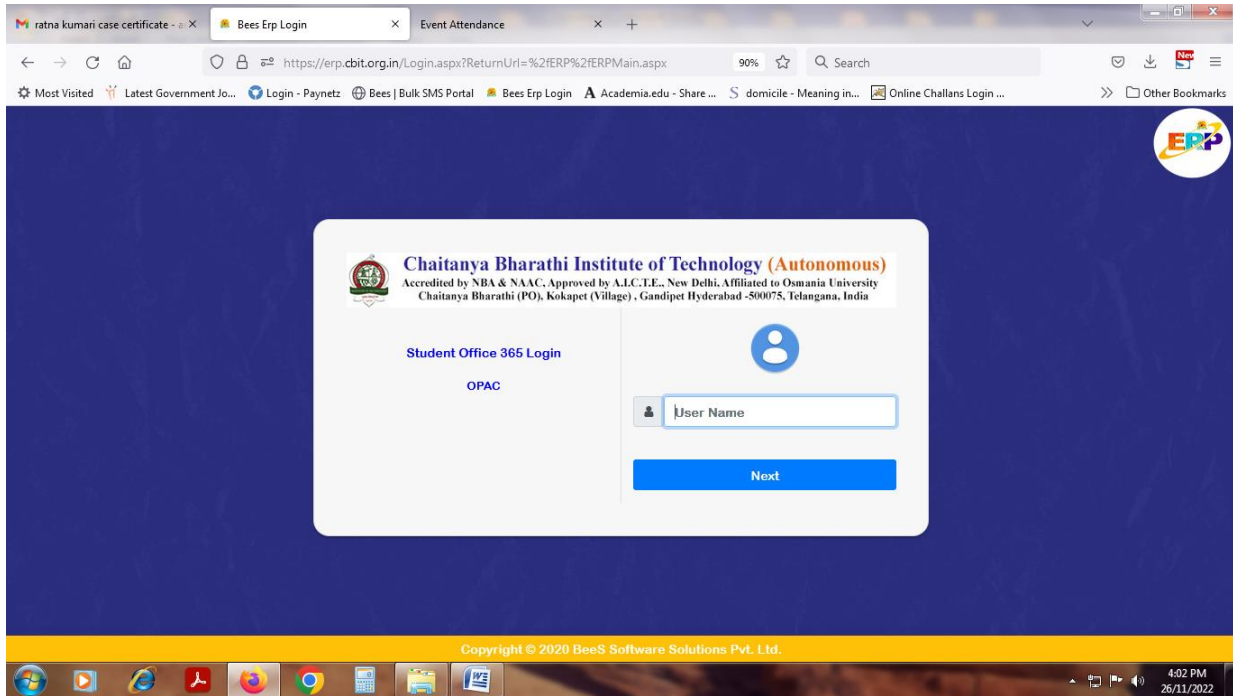 ratna kumari case certificate - a
Bees Erp Login
Event Attendance
https://erp.cbit.org.in/Login.aspx?ReturnUrl=%2fERP%2fERPMain.aspx
90%
Search
New
Most Visited
Latest Government Jo...
Login - Paynetz
Bees | Bulk SMS Portal
Bees Erp Login
A Academia.edu - Share ...
S domicile - Meaning in...
Online Challans Login ...
Other Bookmarks
ERP
Chaitanya Bharathi Institute of Technology (Autonomous)
Accredited by NBA & NAAC, Approved by A.I.C.T.E., New Delhi, Affiliated to Osmania University
Chaitanya Bharathi (PO), Kokapet (Village) , Gandipet Hyderabad -500075, Telangana, India
Student Office 365 Login
OPAC
User Name
Next
Copyright © 2020 BeeS Software Solutions Pvt. Ltd.
4:02 PM
26/11/2022